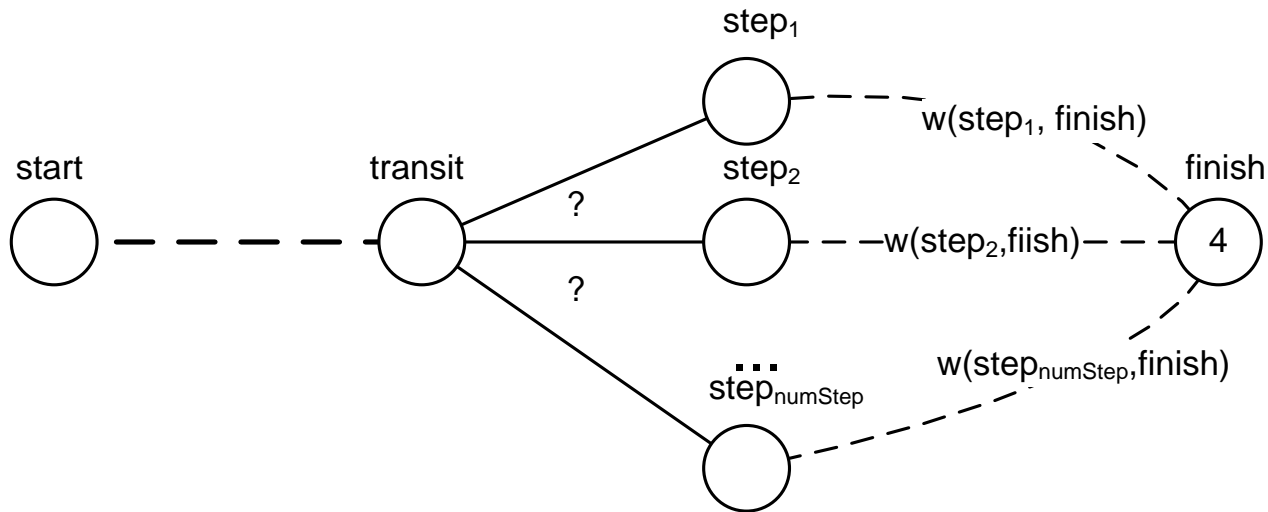 step₁
w(step₁, finish)
start
transit
step₂
finish
?
w(step₂,fiish)
4
?
...
w(stepₙᵤₘₛₜₑₚ,finish)
stepₙᵤₘₛₜₑₚ